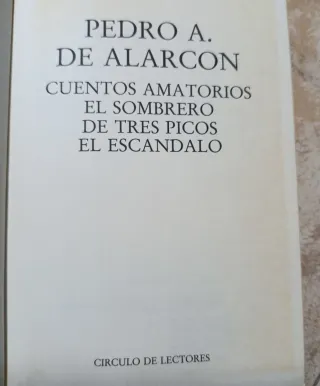 PEDRO A.
DE ALARCON
CUENTOS AMATORIOS
EL SOMBRERO
DE TRES PICOS
EL ESCANDALO
CIRCULO DE LECTORES